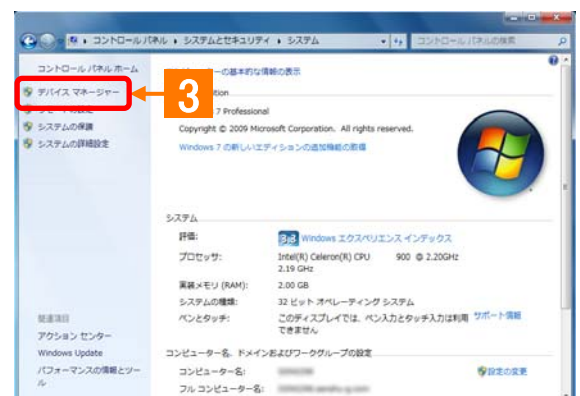 コントロール パネル ▸ システムとセキュリティ ▸ システム
コントロール パネルの検索
コントロール パネル ホーム
デバイス マネージャー
システムの保護
システムの詳細設定
3
の基本的な情報の表示
7 Professional
Copyright © 2009 Microsoft Corporation. All rights reserved.
Windows 7 の新しいエディションの追加機能の取得
システム
評価:
3.3 Windows エクスペリエンス インデックス
プロセッサ:
Intel(R) Celeron(R) CPU 900 @ 2.20GHz
2.19 GHz
実装メモリ (RAM):
2.00 GB
システムの種類:
32 ビット オペレーティング システム
ペンとタッチ:
このディスプレイでは、ペン入力とタッチ入力は利用
できません
サポート情報
コンピューター名、ドメインおよびワークグループの設定
コンピューター名:
設定の変更
フル コンピューター名:
関連項目
アクション センター
Windows Update
パフォーマンスの情報とツー
ル